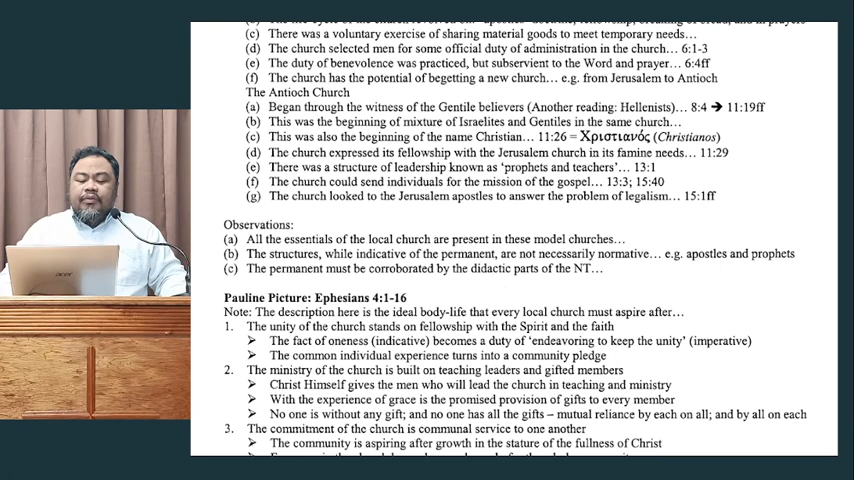 (c) There was a voluntary exercise of sharing material goods to meet temporary needs…
(d) The church selected men for some official duty of administration in the church… 6:1-3
(e) The duty of benevolence was practiced, but subservient to the Word and prayer… 6:4ff
(f) The church has the potential of begetting a new church… e.g. from Jerusalem to Antioch
The Antioch Church
(a) Began through the witness of the Gentile believers (Another reading: Hellenists)… 8:4 ➔ 11:19ff
(b) This was the beginning of mixture of Israelites and Gentiles in the same church…
(c) This was also the beginning of the name Christian… 11:26 = Χριστιανός (Christianos)
(d) The church expressed its fellowship with the Jerusalem church in its famine needs… 11:29
(e) There was a structure of leadership known as ‘prophets and teachers’… 13:1
(f) The church could send individuals for the mission of the gospel… 13:3; 15:40
(g) The church looked to the Jerusalem apostles to answer the problem of legalism… 15:1ff
Observations:
(a) All the essentials of the local church are present in these model churches…
(b) The structures, while indicative of the permanent, are not necessarily normative… e.g. apostles and prophets
(c) The permanent must be corroborated by the didactic parts of the NT…
Pauline Picture: Ephesians 4:1-16
Note: The description here is the ideal body-life that every local church must aspire after…
1. The unity of the church stands on fellowship with the Spirit and the faith
➢ The fact of oneness (indicative) becomes a duty of ‘endeavoring to keep the unity’ (imperative)
➢ The common individual experience turns into a community pledge
2. The ministry of the church is built on teaching leaders and gifted members
➢ Christ Himself gives the men who will lead the church in teaching and ministry
➢ With the experience of grace is the promised provision of gifts to every member
➢ No one is without any gift; and no one has all the gifts – mutual reliance by each on all; and by all on each
3. The commitment of the church is communal service to one another
➢ The community is aspiring after growth in the stature of the fullness of Christ
acer